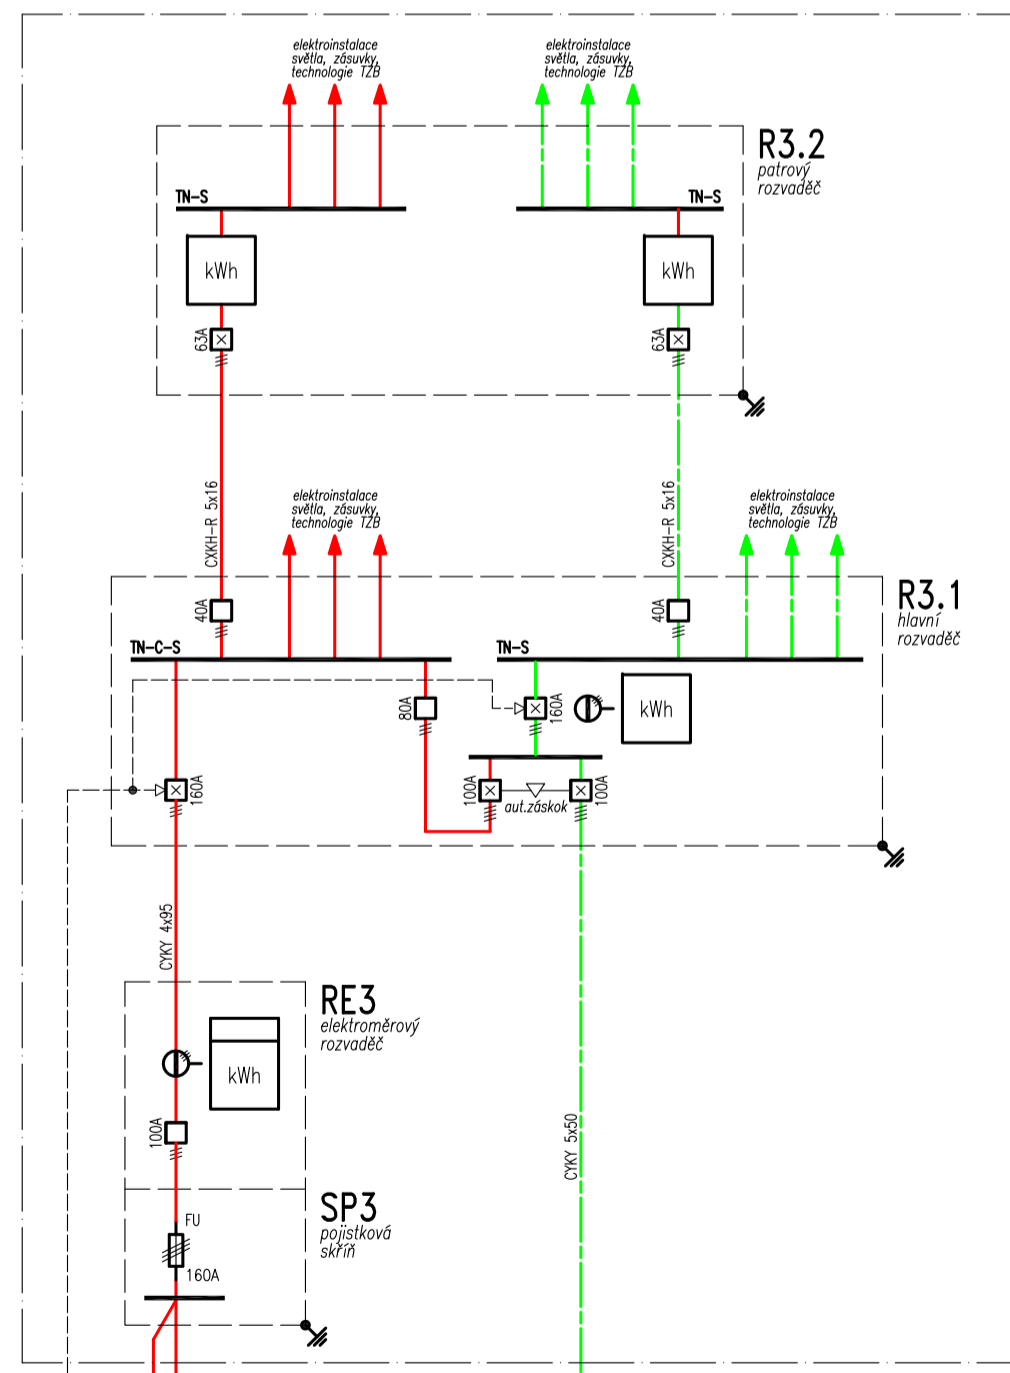 elektroinstalace
světla, zásuvky,
technologie TZB
elektroinstalace
světla, zásuvky,
technologie TZB
R3.2
patrový
rozvaděč
TN-S
TN-S
kWh
kWh
63A
63A
CXKH-R 5x16
CXKH-R 5x16
elektroinstalace
světla, zásuvky,
technologie TZB
elektroinstalace
světla, zásuvky,
technologie TZB
R3.1
hlavní
rozvaděč
40A
40A
TN-C-S
TN-S
80A
160A
kWh
160A
100A
100A
aut.záskok
CYKY 4x95
RE3
elektroměrový
rozvaděč
kWh
100A
CYKY 5x50
SP3
pojistková
skříň
FU
160A